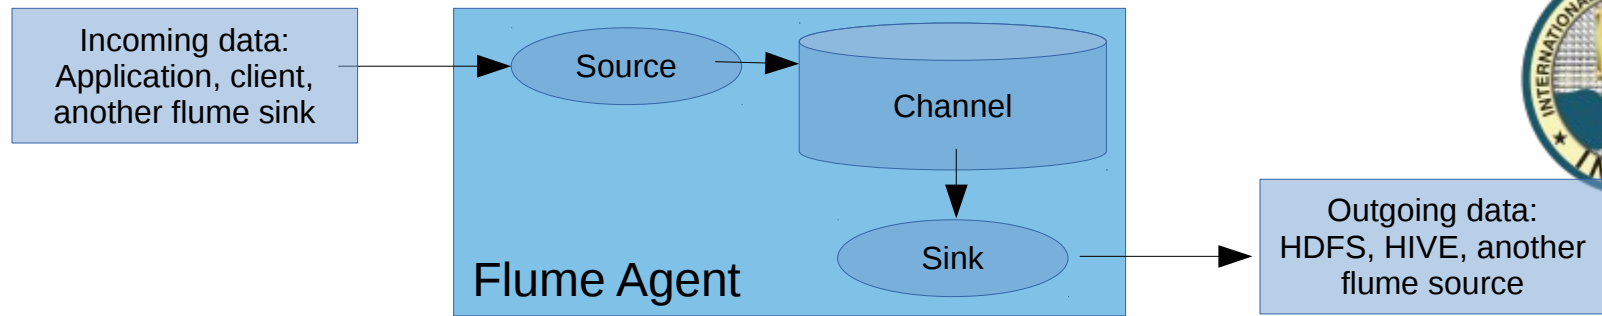 Incoming data:
Application, client,
another flume sink
Source
Channel
Sink
Flume Agent
Outgoing data:
HDFS, HIVE, another
flume source
INTERNATIONAL